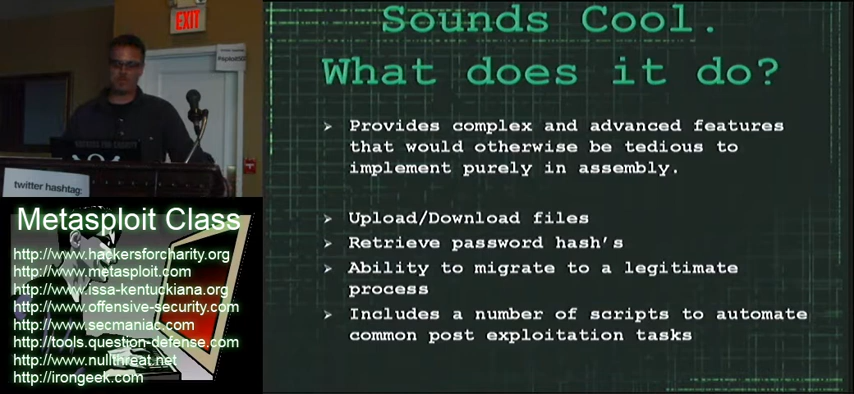 EXIT
#sploit50
HACKERS FOR CHARITY
twitter hashtag:
Metasploit Class
http://www.hackersforcharity.org
http://www.metasploit.com
http://www.issa-kentuckiana.org
http://www.offensive-security.com
http://www.secmaniac.com
http://tools.question-defense.com
http://www.nullthreat.net
http://irongeek.com
Sounds Cool.
What does it do?
➢ Provides complex and advanced features
that would otherwise be tedious to
implement purely in assembly.
➢ Upload/Download files
➢ Retrieve password hash's
➢ Ability to migrate to a legitimate
process
➢ Includes a number of scripts to automate
common post exploitation tasks